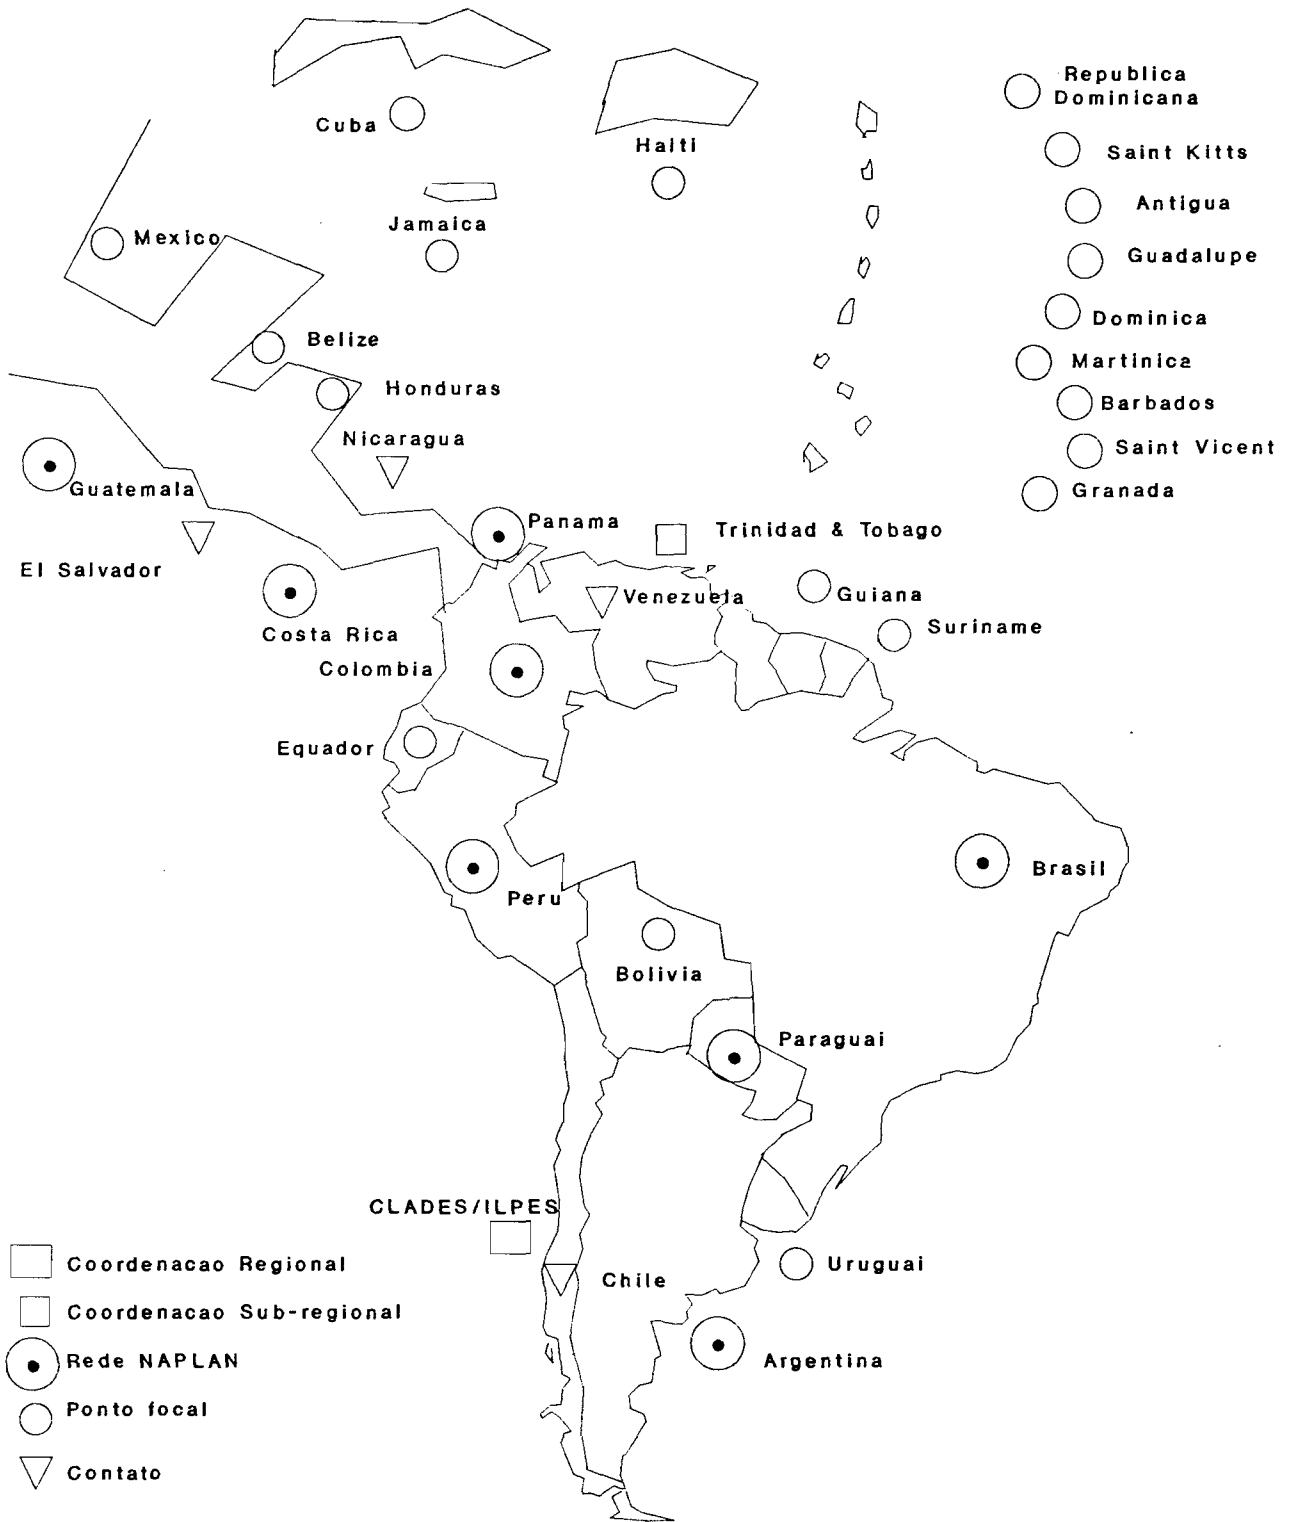 Republica
Dominicana
Cuba
Haiti
Saint Kitts
Antigua
Jamaica
Mexico
Guadalupe
Dominica
Belize
Martinica
Honduras
Barbados
Nicaragua
Saint Vicent
Guatemala
Granada
Panama
Trinidad & Tobago
El Salvador
Venezuela
Guiana
Costa Rica
Suriname
Colombia
Equador
Brasil
Peru
Bolivia
Paraguai
CLADES/ILPES
Coordenacao Regional
Uruguai
Chile
Coordenacao Sub-regional
Rede NAPLAN
Argentina
Ponto focal
Contato